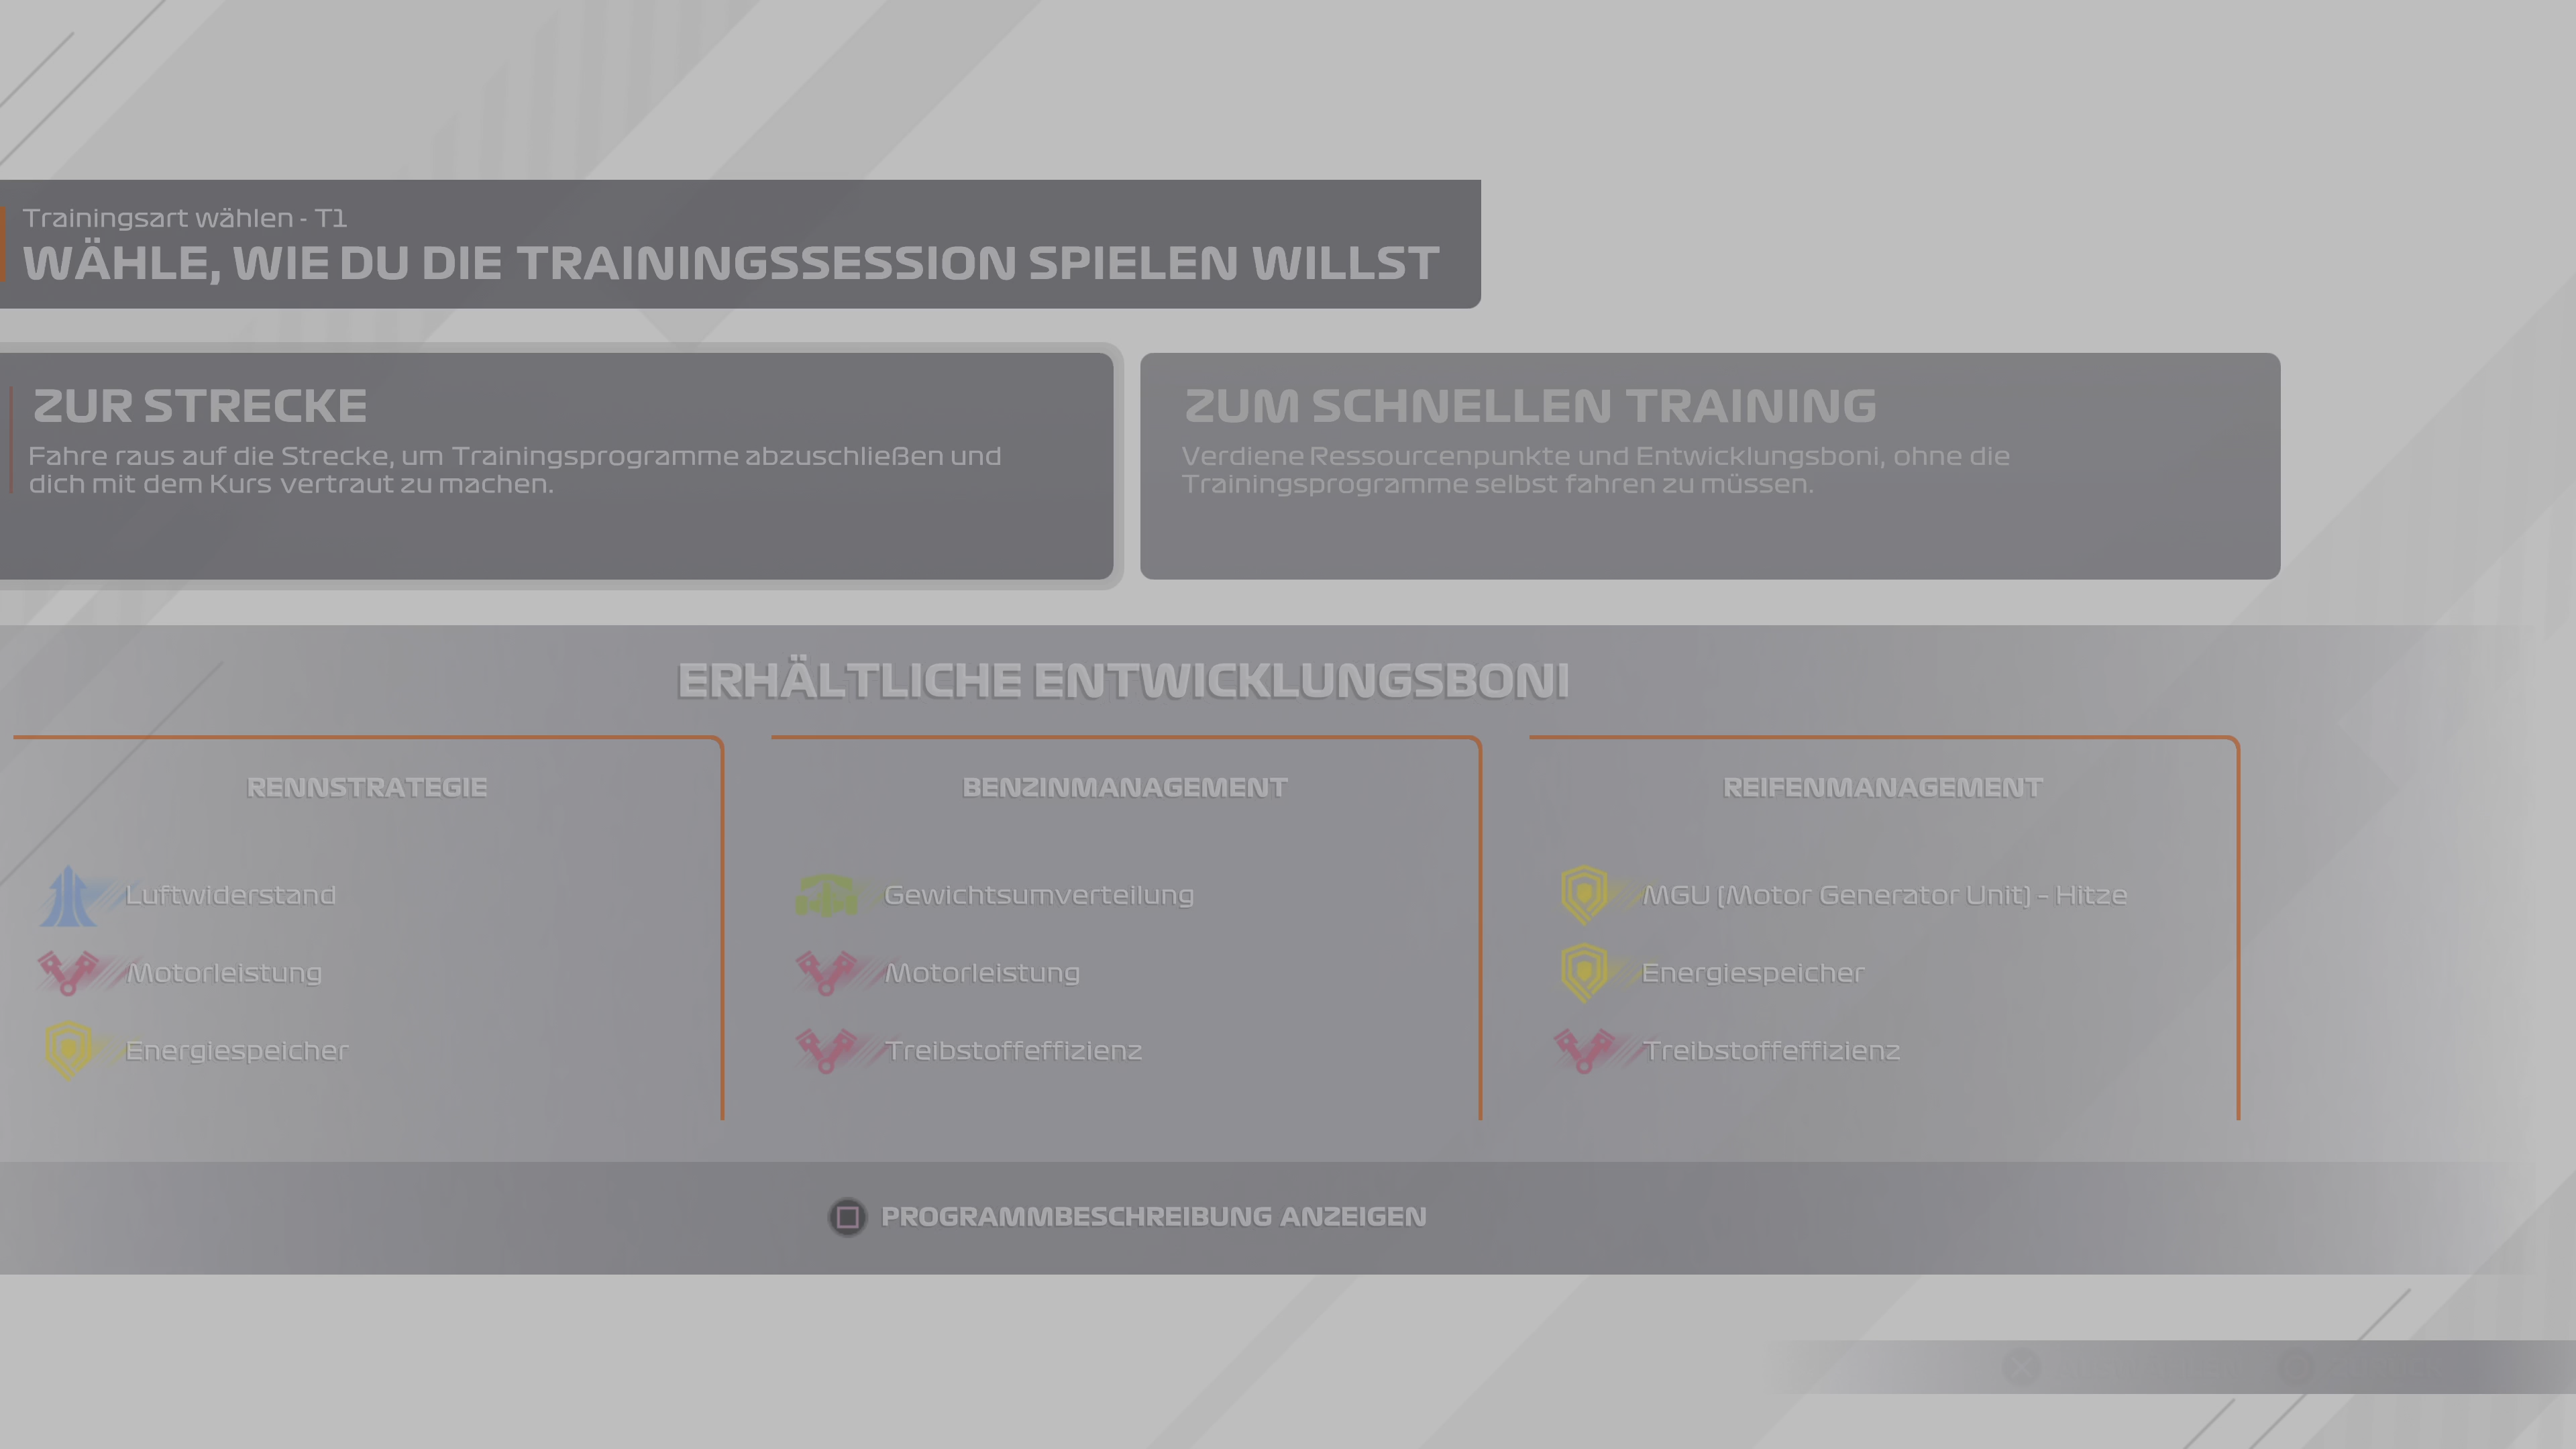 Trainingsart wählen - T1
WÄHLE, WIE DU DIE TRAININGSSESSION SPIELEN WILLST
ZUR STRECKE
Fahre raus auf die Strecke, um Trainingsprogramme abzuschließen und
dich mit dem Kurs vertraut zu machen.
ZUM SCHNELLEN TRAINING
Verdiene Ressourcenpunkte und Entwicklungsboni, ohne die
Trainingsprogramme selbst fahren zu müssen.
ERHÄLTLICHE ENTWICKLUNGSBONI
RENNSTRATEGIE
Luftwiderstand
Motorleistung
Energiespeicher
BENZINMANAGEMENT
Gewichtsumverteilung
Motorleistung
Treibstoffeffizienz
REIFENMANAGEMENT
MGU (Motor Generator Unit) - Hitze
Energiespeicher
Treibstoffeffizienz
PROGRAMMBESCHREIBUNG ANZEIGEN